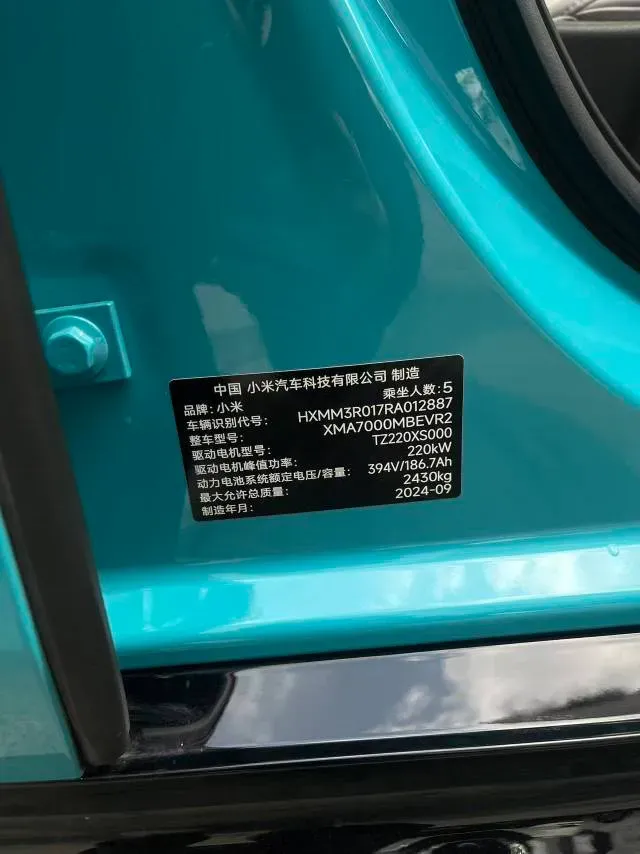 中国 小米汽车科技有限公司 制造
品牌:小米 乘坐人数:5
车辆识别代号: HXMM3R017RA012887
整车型号: XMA7000MBEVR2
驱动电机型号: TZ220XS000
驱动电机峰值功率: 220kW
动力电池系统额定电压/容量: 394V/186.7Ah
最大允许总质量: 2430kg
制造年月: 2024-09